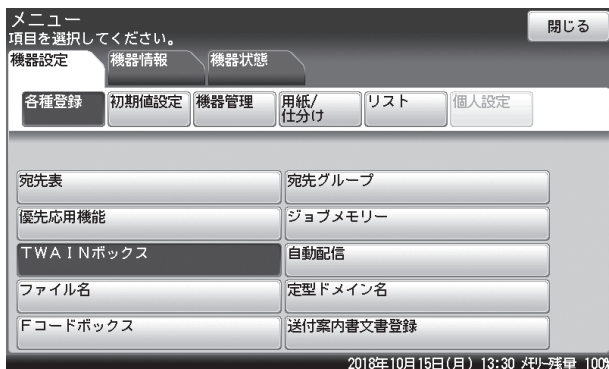 メニュー
閉じる
項目を選択してください。
機器設定 機器情報 機器状態
各種登録 初期値設定 機器管理 用紙/
仕分け リスト 個人設定
宛先表 宛先グループ
優先応用機能 ジョブメモリー
TWAINボックス 自動配信
ファイル名 定型ドメイン名
Fコードボックス 送付案内書文書登録
2018年10月15日(月) 13:30 メモリー残量 100%